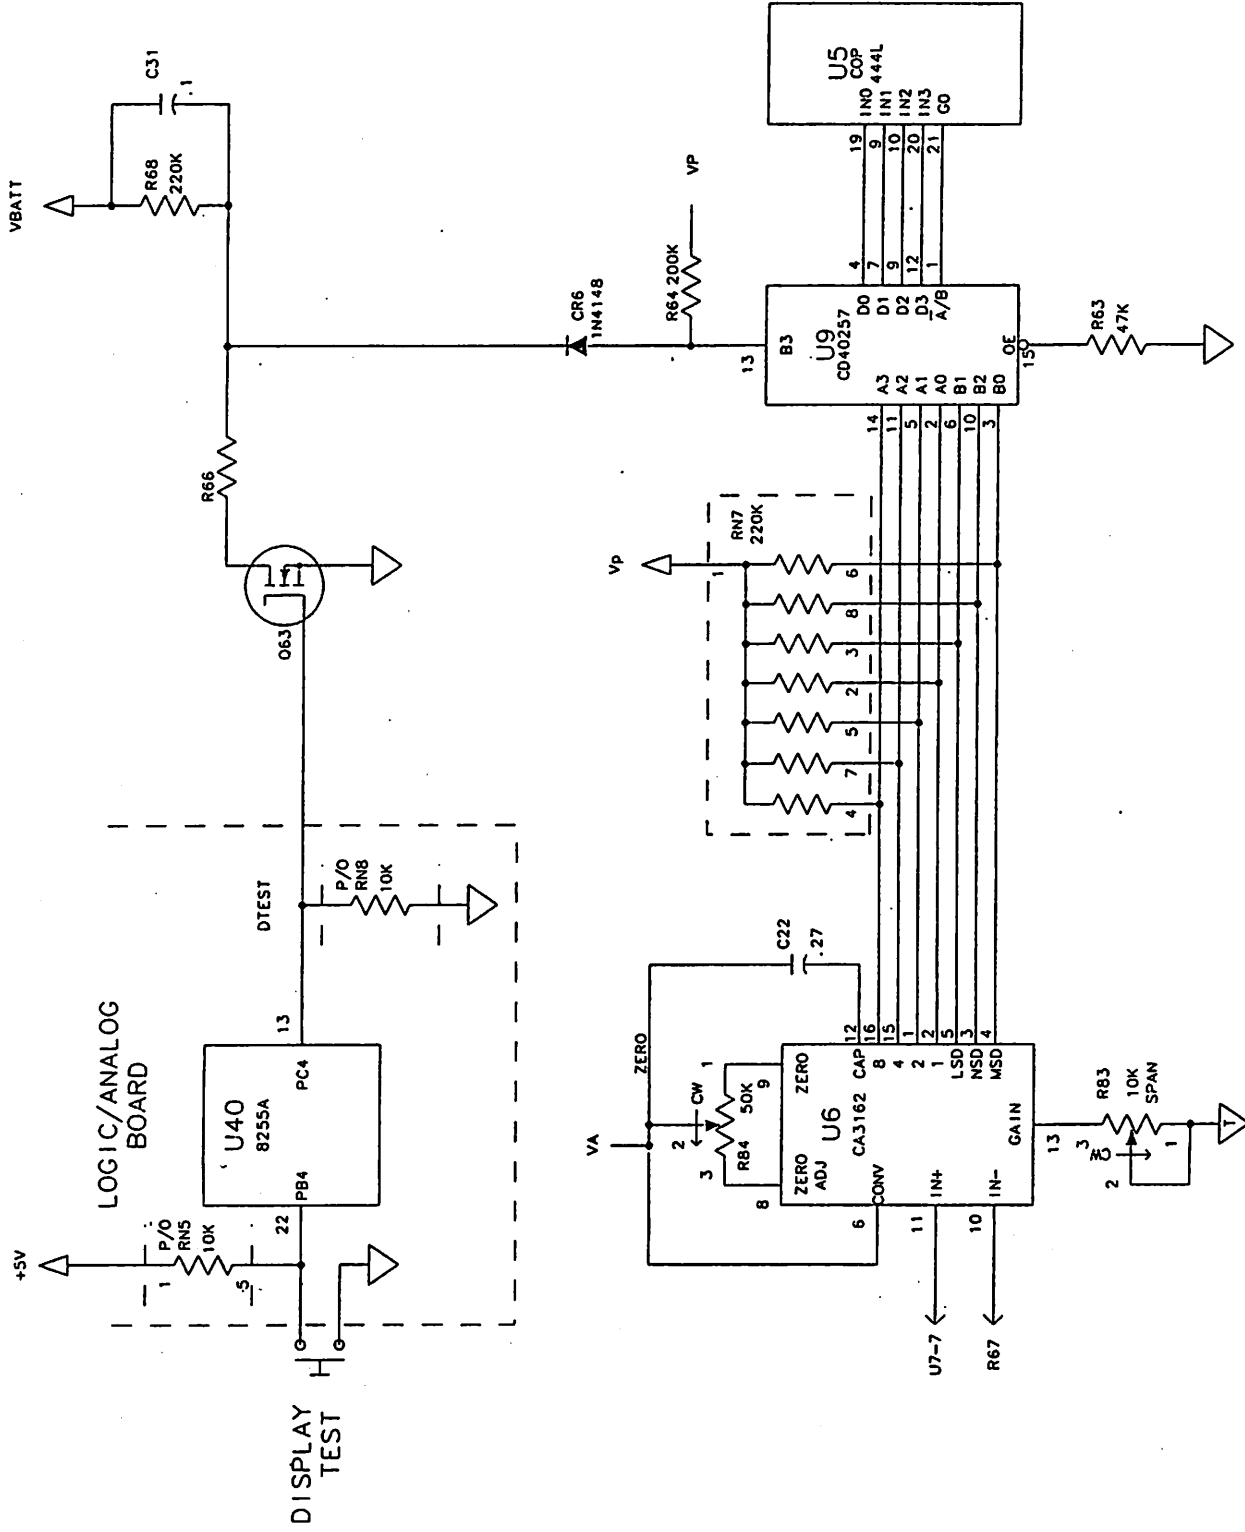 LOGIC/ANALOG
BOARD
+5V
P/O
RN5
10K
1
5
DISPLAY
TEST
22
PB4
U40
8255A
PC4
13
DTEST
P/O
RN8
10K
Q63
R66
VBATT
R68
220K
C31
.1
CR6
1N4148
R64 200K
VP
VA
ZERO
R84
50K
CW
3
2
1
C22
.27
8
9
ZERO
ADJ
ZERO
6
CONV
U6
CA3162
CAP
12
8
16
4
15
2
1
1
2
LSD
5
NSD
3
MSD
4
11
IN+
10
IN-
GAIN
13
U7-7
R67
R83
10K
SPAN
3
CW
2
1
T
Vp
1
RN7
220K
4
7
5
2
3
8
6
13
B3
U9
CD40257
14
A3
11
A2
5
A1
2
A0
6
B1
10
B2
3
B0
D0
4
D1
7
D2
9
D3
12
A/B
1
OE
15
R63
47K
19
IN0
9
IN1
10
IN2
20
IN3
21
G0
U5
COP
444L